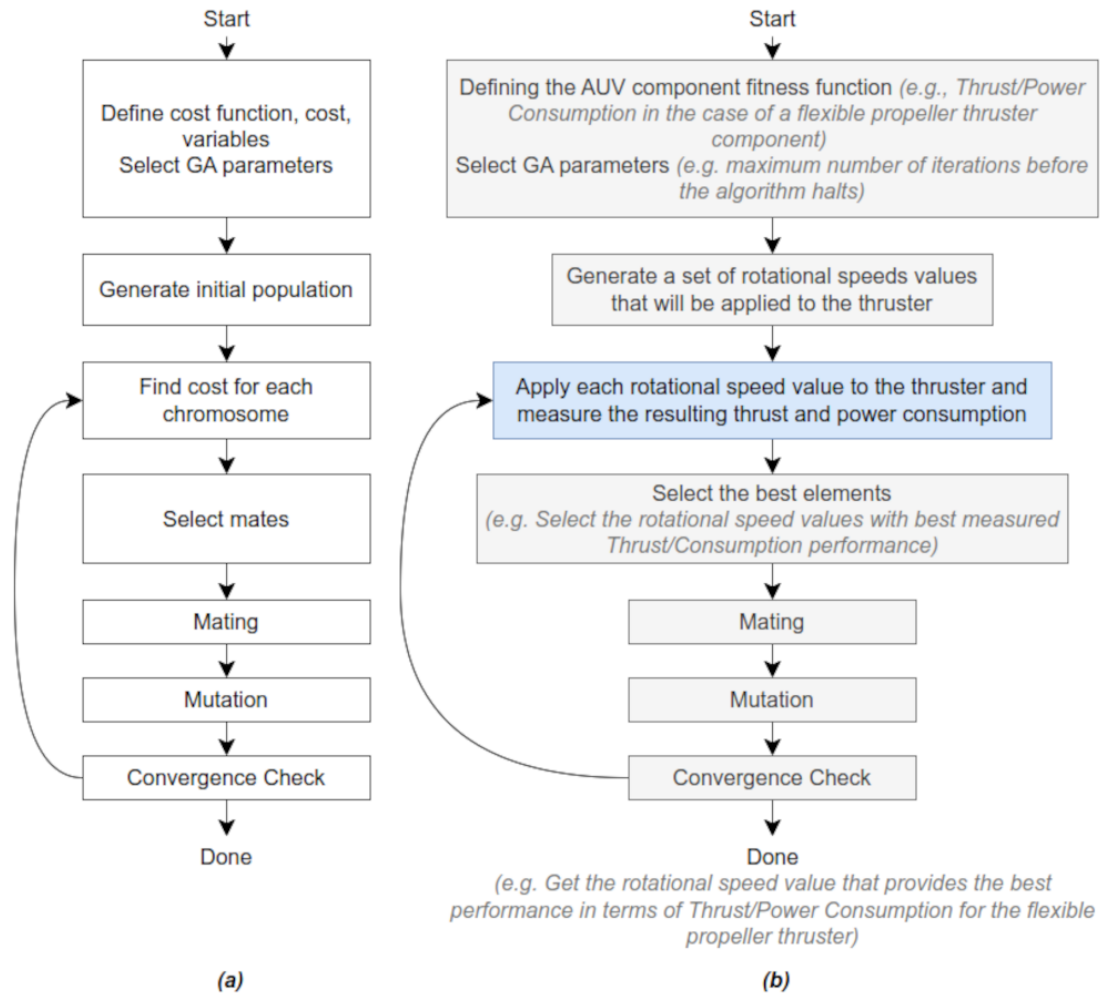 Start
Define cost function, cost,
variables
Select GA parameters
Generate initial population
Find cost for each
chromosome
Select mates
Mating
Mutation
Convergence Check
Done
(a)
Start
Defining the AUV component fitness function (e.g., Thrust/Power
Consumption in the case of a flexible propeller thruster
component)
Select GA parameters (e.g. maximum number of iterations before
the algorithm halts)
Generate a set of rotational speeds values
that will be applied to the thruster
Apply each rotational speed value to the thruster and
measure the resulting thrust and power consumption
Select the best elements
(e.g. Select the rotational speed values with best measured
Thrust/Consumption performance)
Mating
Mutation
Convergence Check
Done
(e.g. Get the rotational speed value that provides the best
performance in terms of Thrust/Power Consumption for the flexible
propeller thruster)
(b)